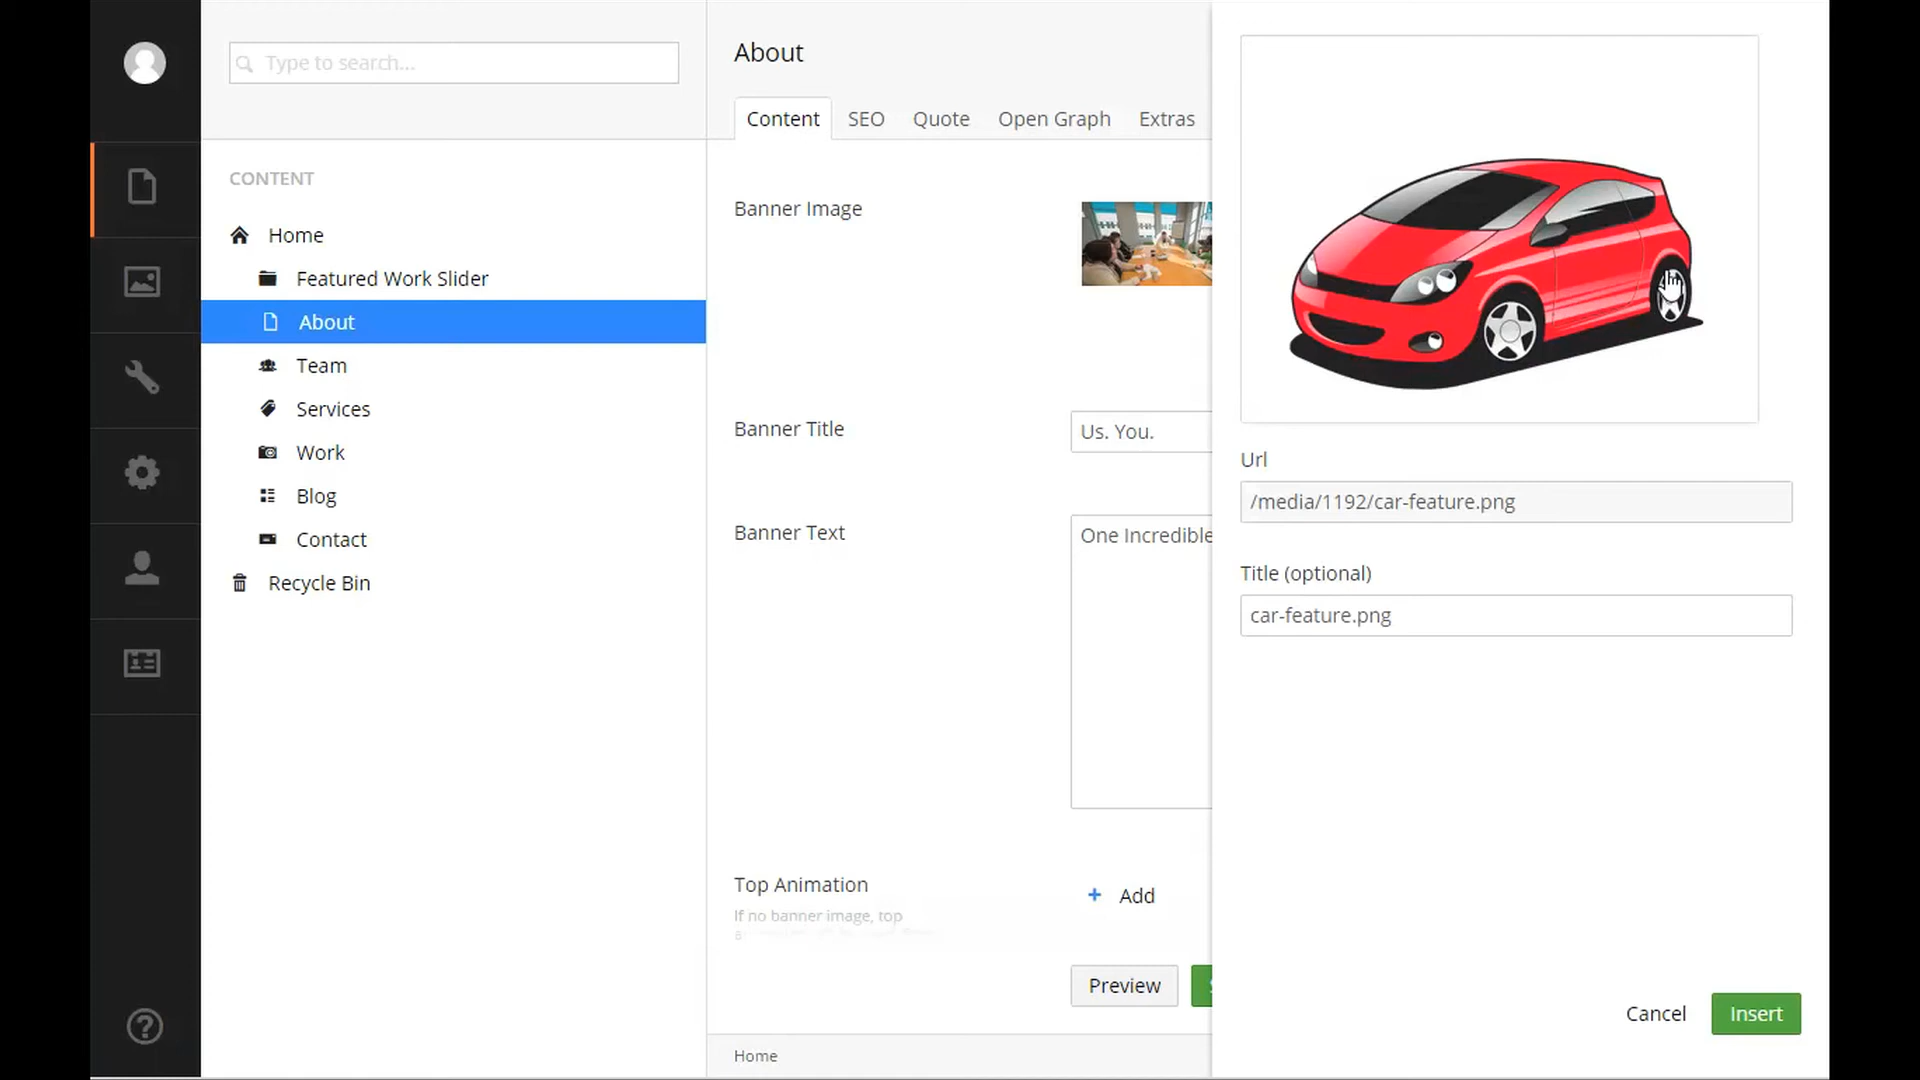 Type to search...
CONTENT
Home
Featured Work Slider
About
Team
Services
Work
Blog
Contact
Recycle Bin
About
Content SEO Quote Open Graph Extras
Banner Image
Banner Title
Us. You.
Banner Text
One Incredible
Top Animation
If no banner image, top
+ Add
Preview
Home
Url
/media/1192/car-feature.png
Title (optional)
car-feature.png
Cancel Insert